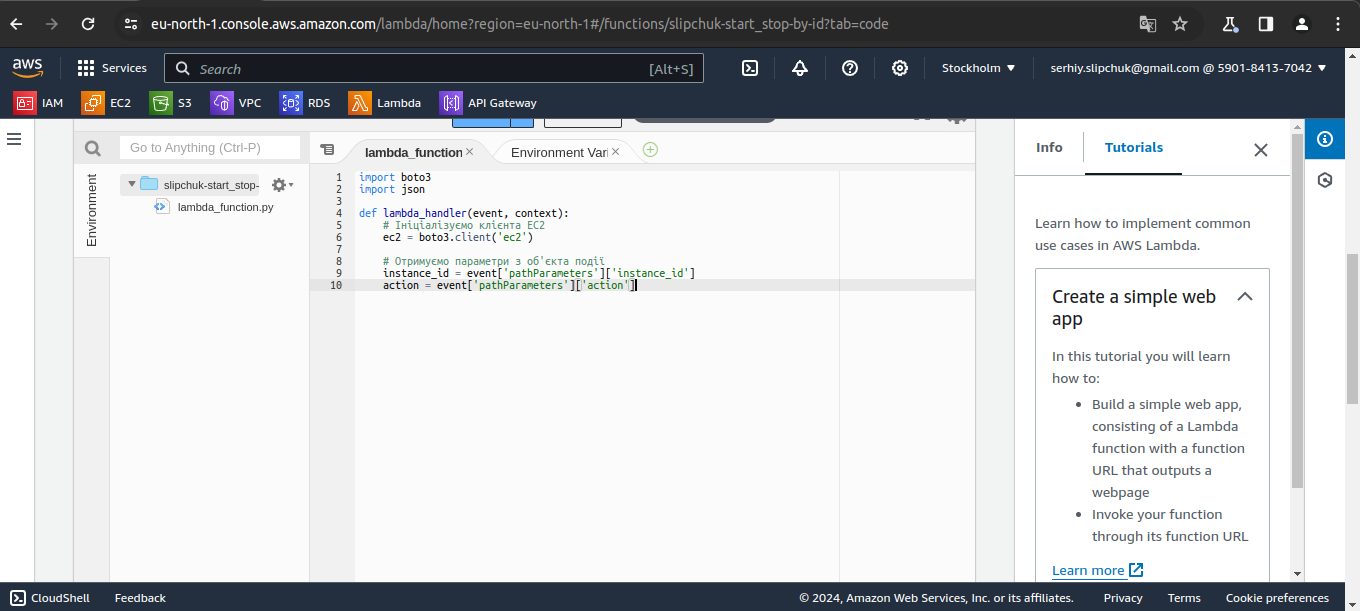 eu-north-1.console.aws.amazon.com/lambda/home?region=eu-north-1#/functions/slipchuk-start_stop-by-id?tab=code
aws
Services
Search
[Alt+S]
Stockholm
serhiy.slipchuk@gmail.com @ 5901-8413-7042
IAM
EC2
S3
VPC
RDS
Lambda
API Gateway
Go to Anything (Ctrl-P)
lambda_function
Environment Var
Environment
slipchuk-start_stop-
lambda_function.py
1 import boto3
2 import json
3
4 def lambda_handler(event, context):
5 # Ініціалізуємо клієнта EC2
6 ec2 = boto3.client('ec2')
7
8 # Отримуємо параметри з об'єкта події
9 instance_id = event['pathParameters']['instance_id']
10 action = event['pathParameters']['action']
Info
Tutorials
Learn how to implement common
use cases in AWS Lambda.
Create a simple web
app
In this tutorial you will learn
how to:
• Build a simple web app,
consisting of a Lambda
function with a function
URL that outputs a
webpage
• Invoke your function
through its function URL
Learn more
CloudShell
Feedback
© 2024, Amazon Web Services, Inc. or its affiliates.
Privacy
Terms
Cookie preferences